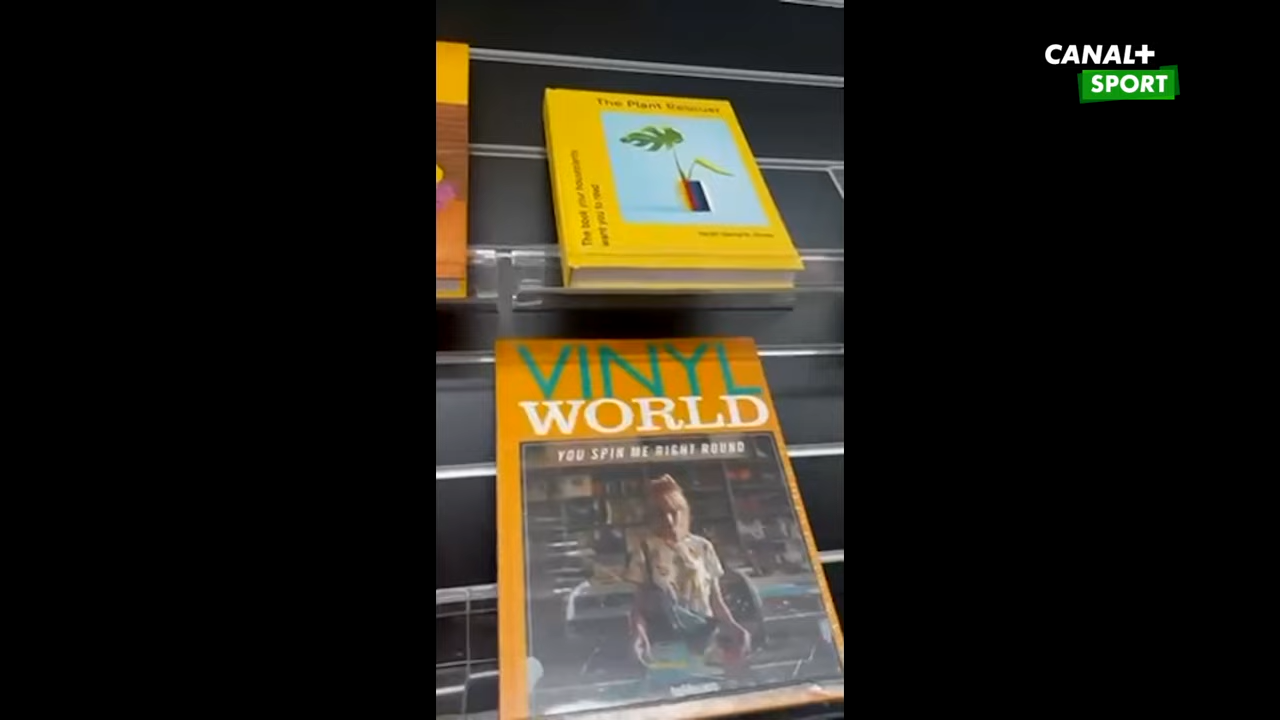 CANAL+
SPORT
The Plant Rescuer
The book your houseplants
want you to read
VINYL
WORLD
YOU SPIN ME RIGHT ROUND